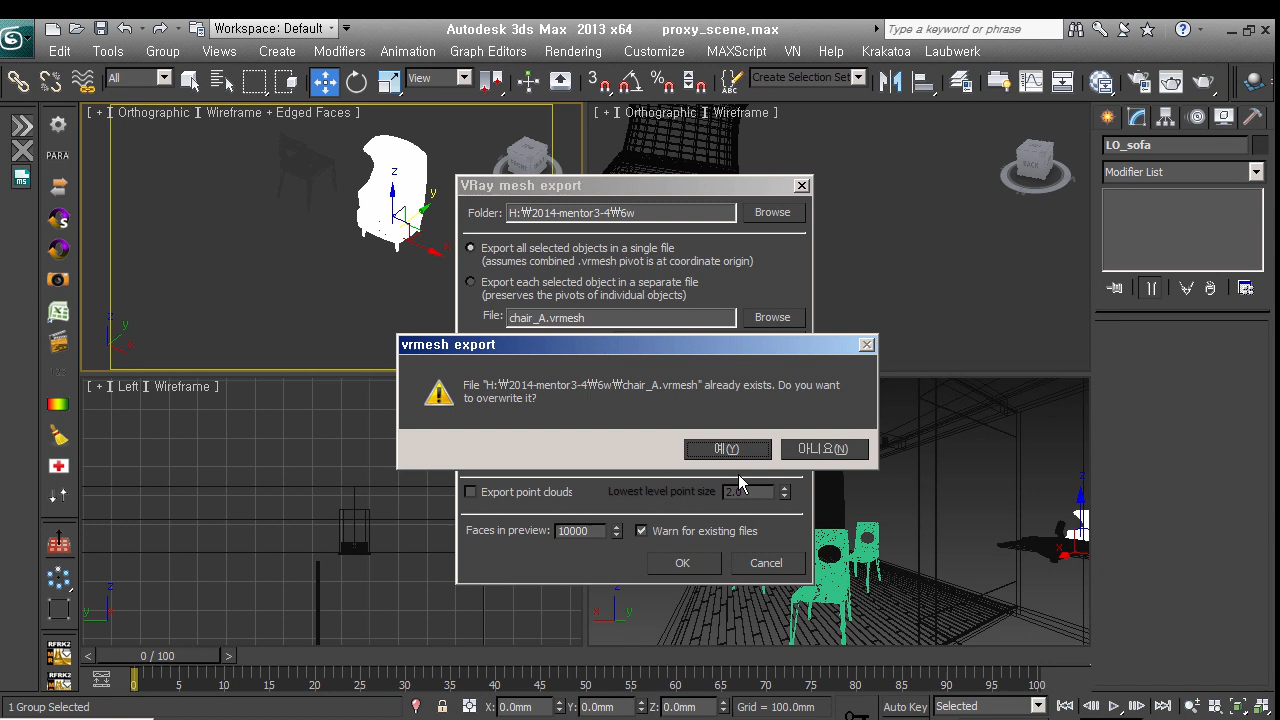 Workspace: Default
Autodesk 3ds Max 2013 x64 proxy_scene.max
Type a keyword or phrase
Edit Tools Group Views Create Modifiers Animation Graph Editors Rendering Customize MAXScript VN Help Krakatoa Laubwerk
All
View
3
ABC
Create Selection Set
[ + ] Orthographic ] Wireframe + Edged Faces ]
[ + ] Orthographic ] Wireframe ]
LO_sofa
Modifier List
PARA
VRay mesh export
Folder: H:₩2014-mentor3-4₩6w Browse
Export all selected objects in a single file
(assumes combined .vrmesh pivot is at coordinate origin)
Export each selected object in a separate file
(preserves the pivots of individual objects)
File: chair_A.vrmesh Browse
vrmesh export
File "H:₩2014-mentor3-4₩6w₩chair_A.vrmesh" already exists. Do you want
to overwrite it?
예(Y) 아니요(N)
[ + ] Left ] Wireframe ]
Export point clouds Lowest level point size 2.0
Faces in preview: 10000 Warn for existing files
OK Cancel
z
y
x
RFRK2
RFRK2
< 0 / 100 >
0 5 10 15 20 25 30 35 40 45 50 55 60 65 70 75 80 85 90 95 100
1 Group Selected X: 0.0mm Y: 0.0mm Z: 0.0mm Grid = 100.0mm Auto Key Selected